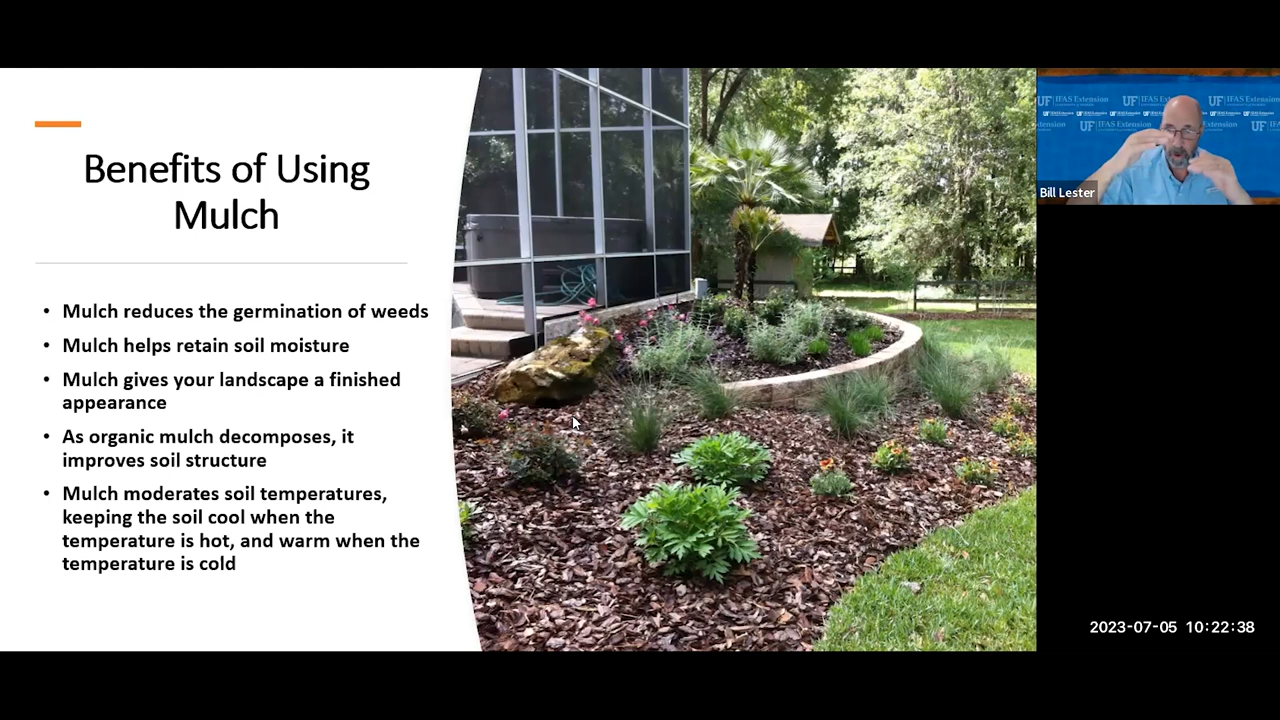 Benefits of Using
Mulch
• Mulch reduces the germination of weeds
• Mulch helps retain soil moisture
• Mulch gives your landscape a finished
appearance
• As organic mulch decomposes, it
improves soil structure
• Mulch moderates soil temperatures,
keeping the soil cool when the
temperature is hot, and warm when the
temperature is cold
UF IFAS Extension
UF IFAS Extension
Bill Lester
2023-07-05 10:22:38